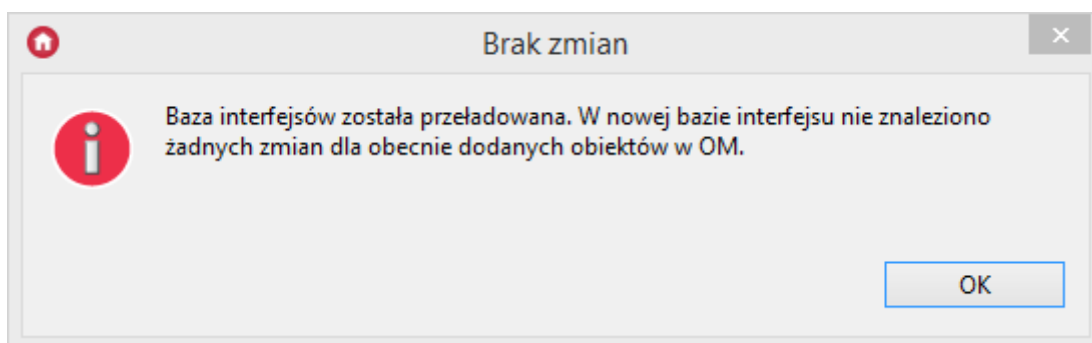 Brak zmian
Baza interfejsów została przeładowana. W nowej bazie interfejsu nie znaleziono
żadnych zmian dla obecnie dodanych obiektów w OM.
OK